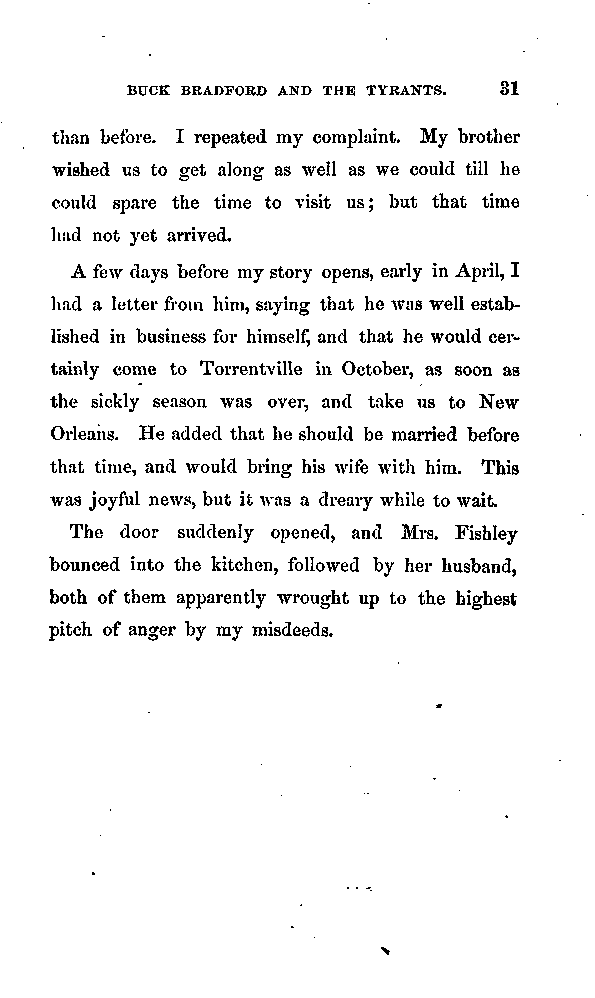 BUCK BRADFORD AND THE TYRANTS. 31
than before. I repeated my complaint. My brother
wished us to get along as well as we could till he
could spare the time to visit us; but that time
had not yet arrived.
A few days before my story opens, early in April, I
had a letter from him, saying that he was well estab-
lished in business for himself, and that he would cer-
tainly come to Torrentville in October, as soon as
the sickly season was over, and take us to New
Orleans. He added that he should be married before
that time, and would bring his wife with him. This
was joyful news, but it was a dreary while to wait.
The door suddenly opened, and Mrs. Fishley
bounced into the kitchen, followed by her husband,
both of them apparently wrought up to the highest
pitch of anger by my misdeeds.